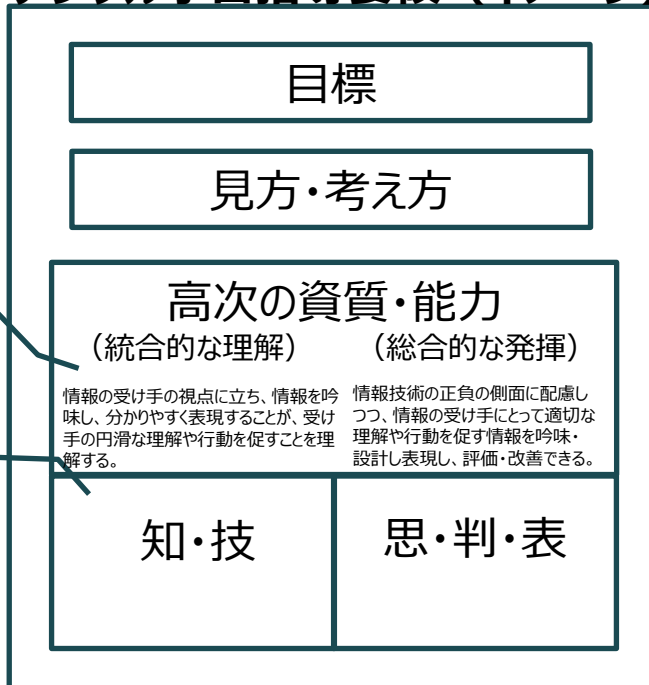 目標
見方・考え方
高次の資質・能力
（統合的な理解）
（総合的な発揮）
情報の受け手の視点に立ち、情報を吟
味し、分かりやすく表現することが、受け
手の円滑な理解や行動を促すことを理
解する。
情報技術の正負の側面に配慮し
つつ、情報の受け手にとって適切な
理解や行動を促す情報を吟味・
設計し表現し、評価・改善できる。
知・技
思・判・表